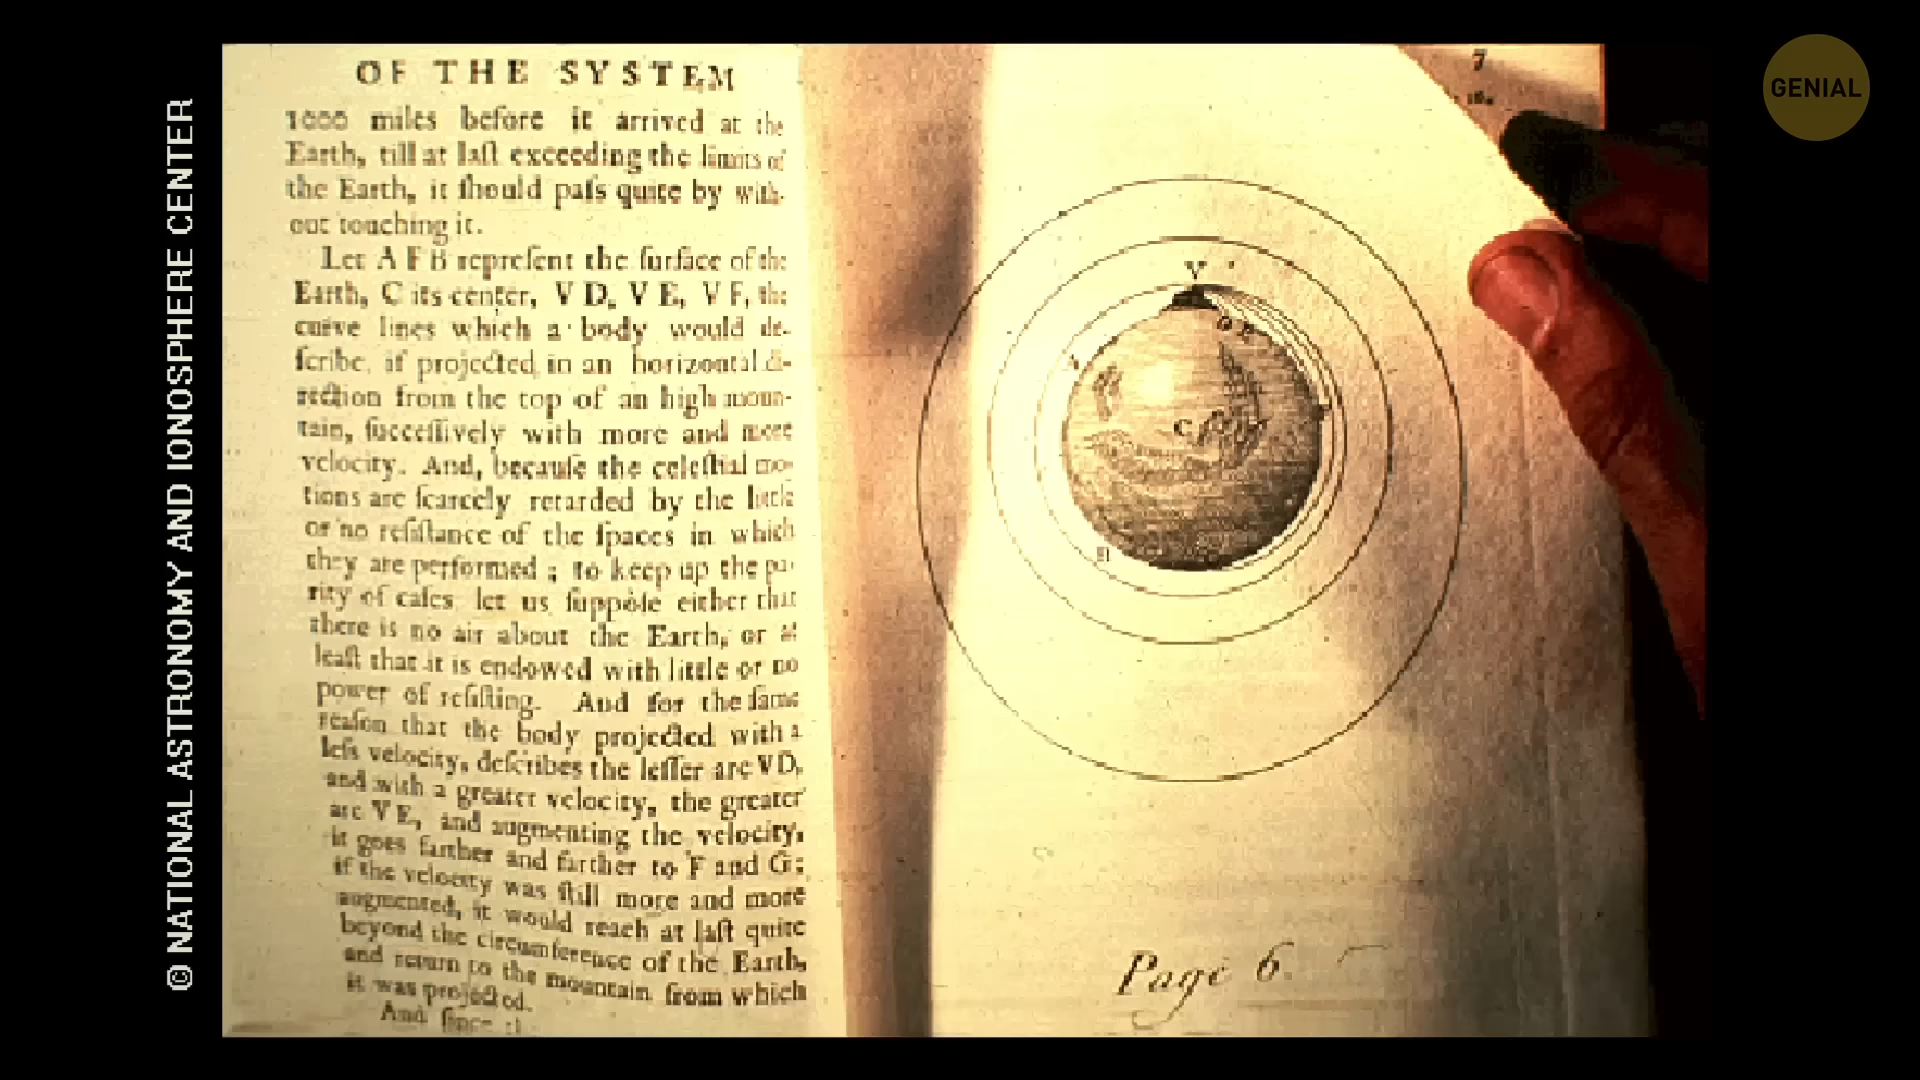 © NATIONAL ASTRONOMY AND IONOSPHERE CENTER
OF THE SYSTEM
1000 miles before it arrived at the
Earth, till at laſt exceeding the limits of
the Earth, it ſhould paſs quite by with-
out touching it.
Let A F B repreſent the ſurface of the
Earth, C its center, V D, V E, V F, the
curve lines which a body would de-
ſcribe, if projected in an horizontal di-
rection from the top of an high moun-
tain, ſucceſſively with more and more
velocity. And, becauſe the celeſtial mo-
tions are ſcarcely retarded by the little
or no reſiſtance of the ſpaces in which
they are performed; to keep up the pa-
rity of caſes, let us ſuppoſe either that
there is no air about the Earth, or at
leaſt that it is endowed with little or no
power of reſiſting. And for the ſame
reaſon that the body projected with a
leſs velocity, deſcribes the leſſer arc V D,
and with a greater velocity, the greater
arc V E, and augmenting the velocity,
it goes farther and farther to F and G;
if the velocity was ſtill more and more
augmented, it would reach at laſt quite
beyond the circumference of the Earth,
and return to the mountain from which
it was projected.
And ſince
V
C
Page 6.
7
GENIAL